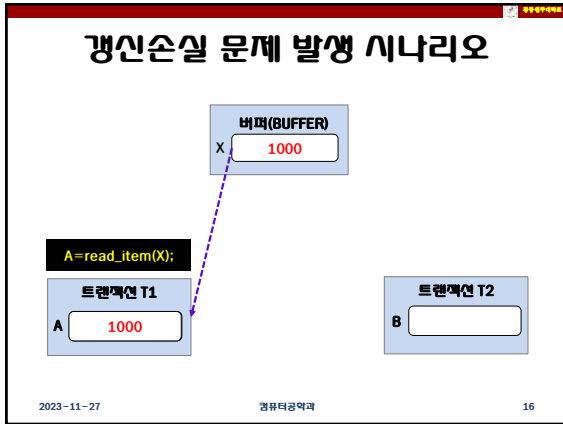 갱신손실 문제 발생 시나리오
버퍼(BUFFER)
X 1000
A=read_item(X);
트랜잭션 T1
A 1000
트랜잭션 T2
B
2023-11-27 컴퓨터공학과 16